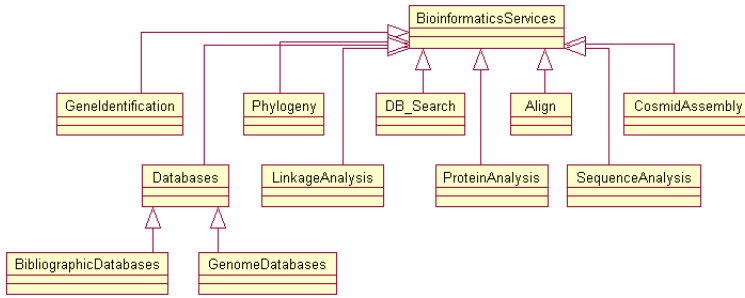 BioinformaticsServices
GeneIdentification
Phylogeny
DB_Search
Align
CosmidAssembly
Databases
LinkageAnalysis
ProteinAnalysis
SequenceAnalysis
BibliographicDatabases
GenomeDatabases